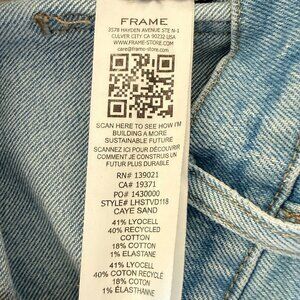 FRAME
3578 HAYDEN AVENUE STE N-1
CULVER CITY CA 90232 USA
WWW.FRAME-STORE.COM
care@frame-store.com
SCAN HERE TO SEE HOW I'M
BUILDING A MORE
SUSTAINABLE FUTURE
SCANNEZ ICI POUR DÉCOUVRIR
COMMENT JE CONSTRUIS UN
FUTUR PLUS DURABLE
RN# 139021
CA# 19371
PO# 1430000
STYLE# LHSTVD118
CAYE SAND
41% LYOCELL
40% RECYCLED
COTTON
18% COTTON
1% ELASTANE
41% LYOCELL
40% COTON RECYCLÉ
18% COTON
1% ÉLASTHANNE